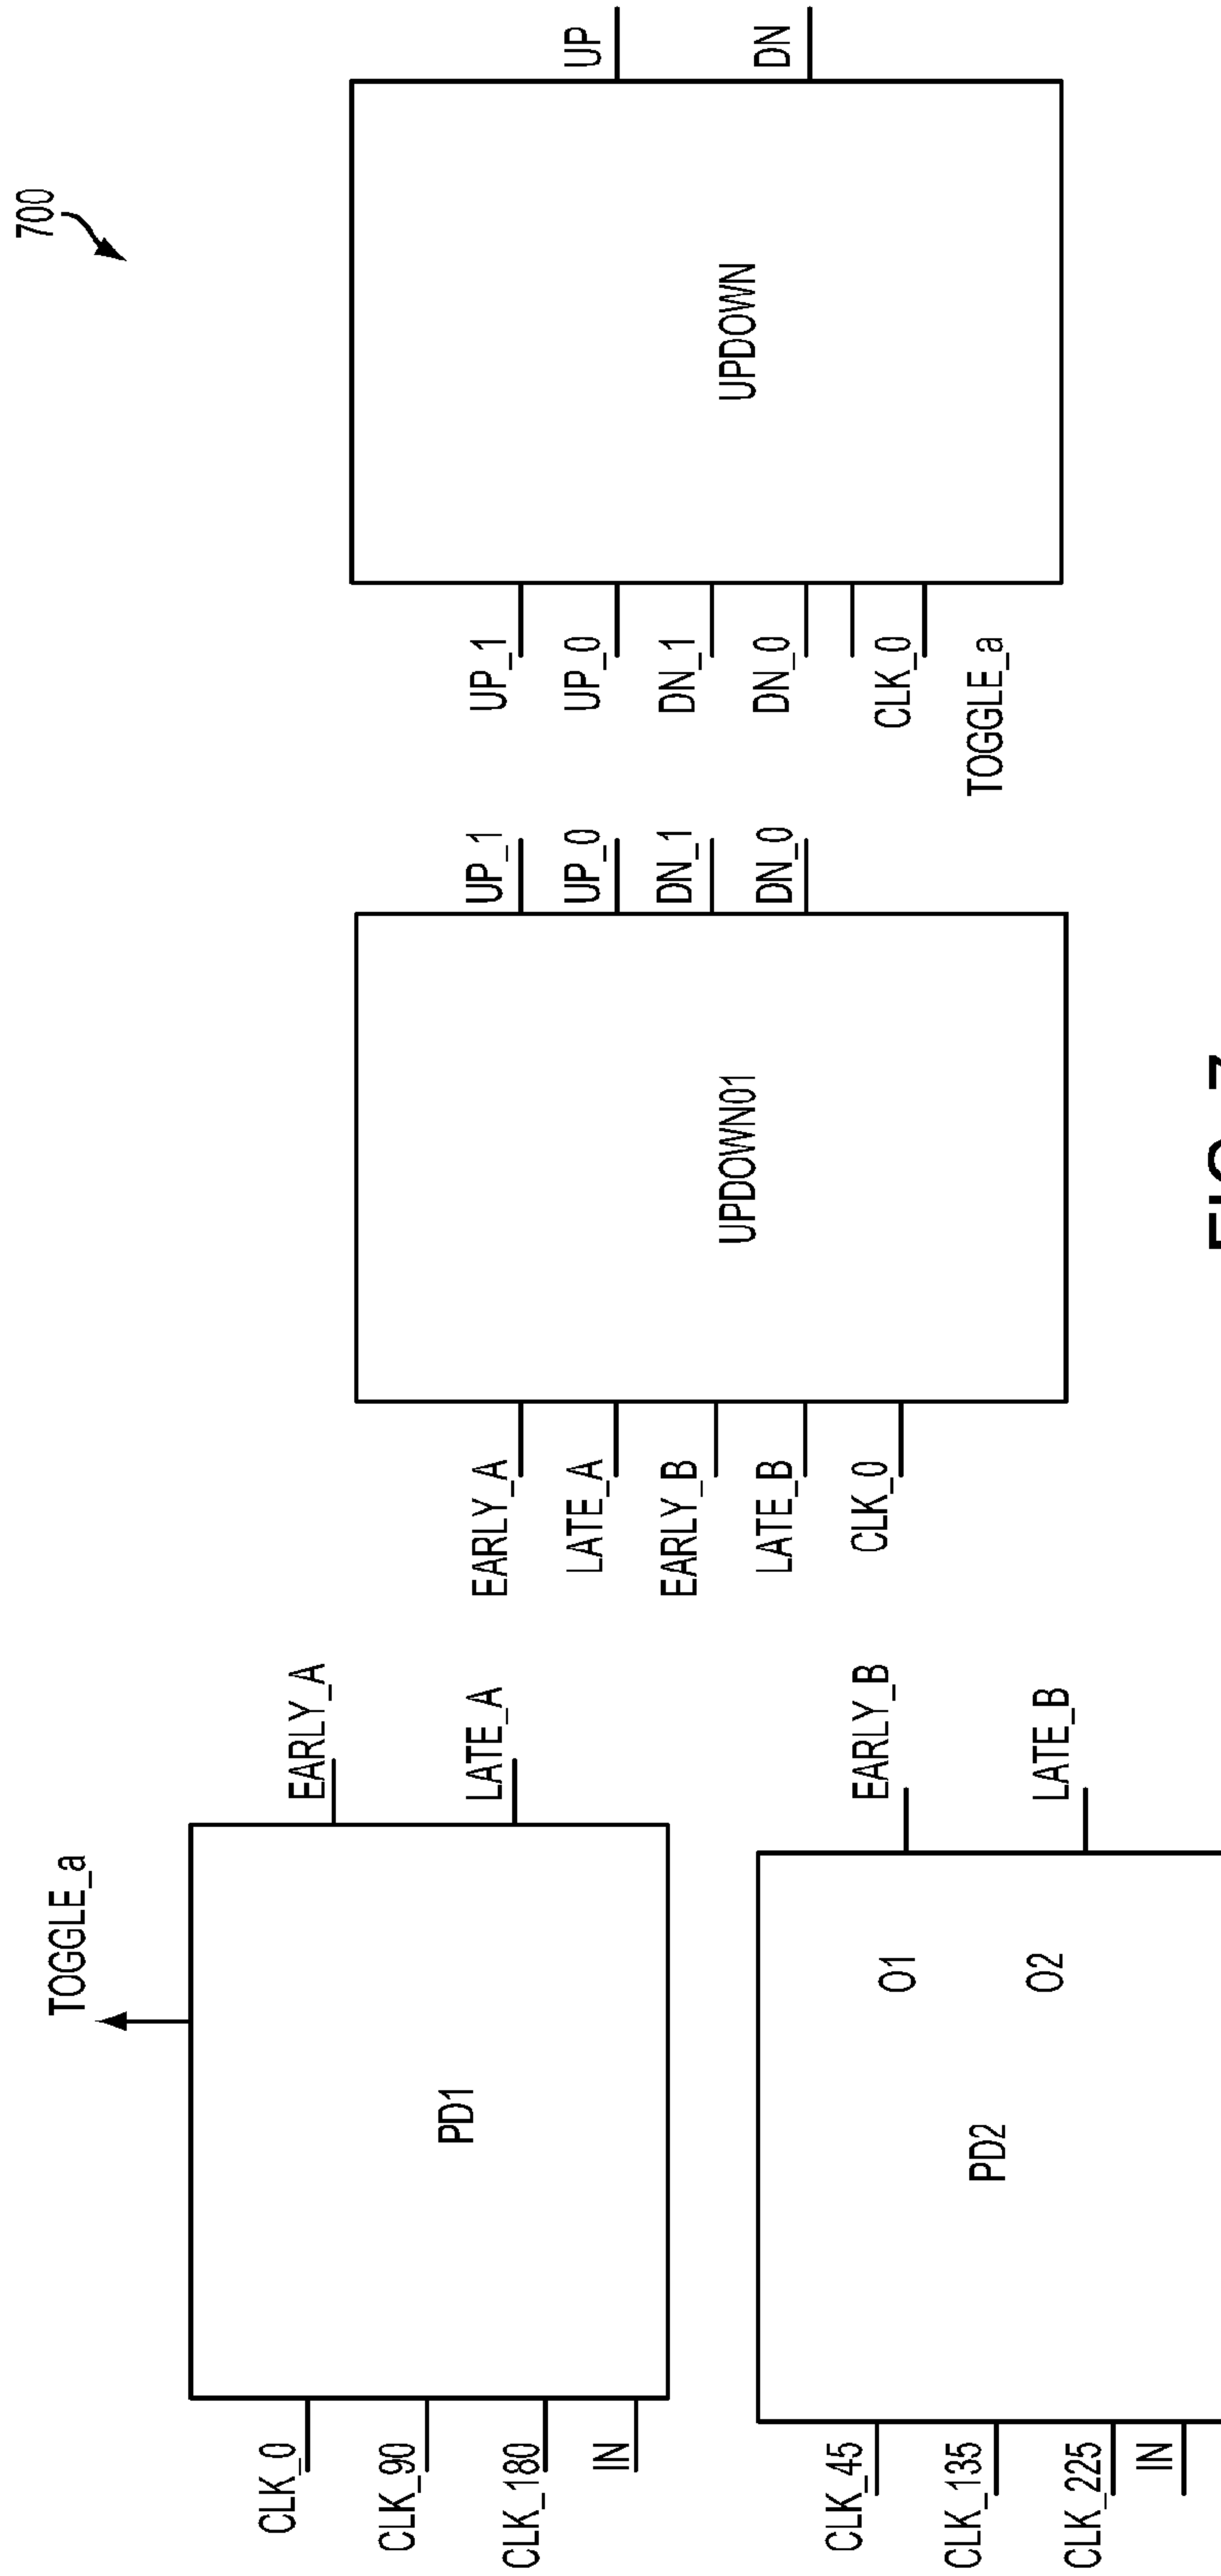 700
TOGGLE_a
CLK_0
CLK_90
CLK_180
IN
PD1
EARLY_A
LATE_A
CLK_45
CLK_135
CLK_225
IN
PD2
O1
O2
EARLY_B
LATE_B
EARLY_A
LATE_A
EARLY_B
LATE_B
CLK_0
UPDOWN01
UP_1
UP_0
DN_1
DN_0
UP_1
UP_0
DN_1
DN_0
CLK_0
TOGGLE_a
UPDOWN
UP
DN